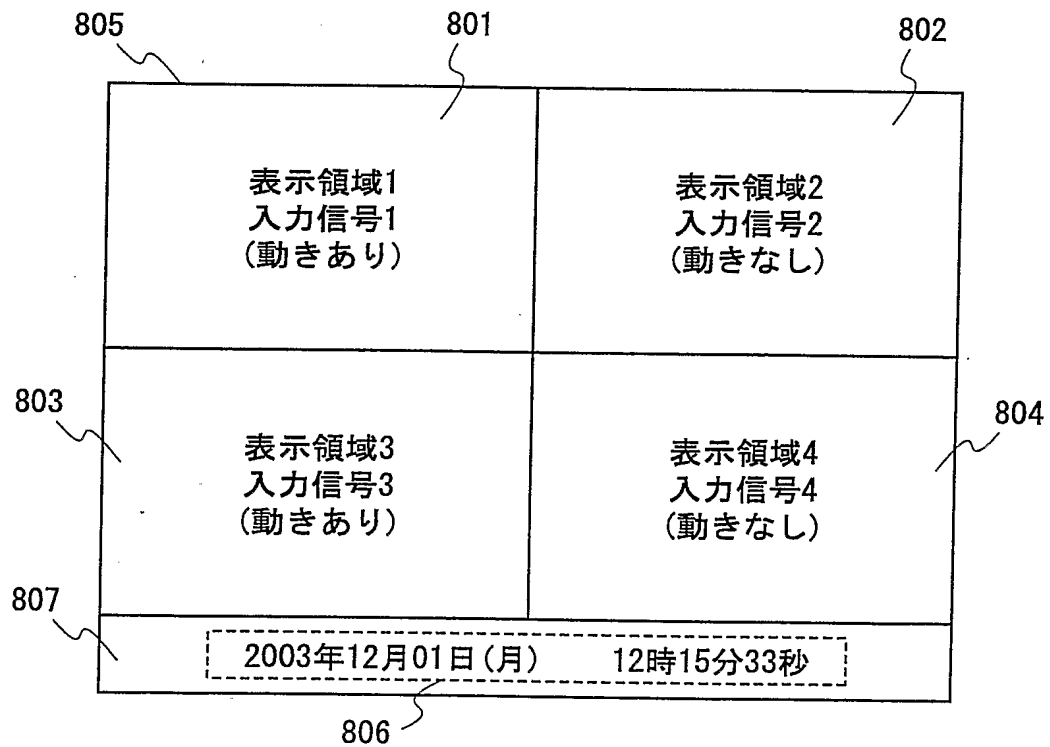 805
801
802
表示領域1
入力信号1
(動きあり)
表示領域2
入力信号2
(動きなし)
803
804
表示領域3
入力信号3
(動きあり)
表示領域4
入力信号4
(動きなし)
807
2003年12月01日(月) 12時15分33秒
806